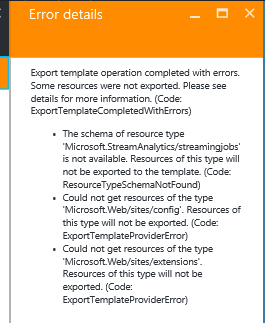 Error details
Export template operation completed with errors.
Some resources were not exported. Please see
details for more information. (Code:
ExportTemplateCompletedWithErrors)
• The schema of resource type
'Microsoft.StreamAnalytics/streamingjobs'
is not available. Resources of this type will
not be exported to the template. (Code:
ResourceTypeSchemaNotFound)
• Could not get resources of the type
'Microsoft.Web/sites/config'. Resources of
this type will not be exported. (Code:
ExportTemplateProviderError)
• Could not get resources of the type
'Microsoft.Web/sites/extensions'.
Resources of this type will not be
exported. (Code:
ExportTemplateProviderError)